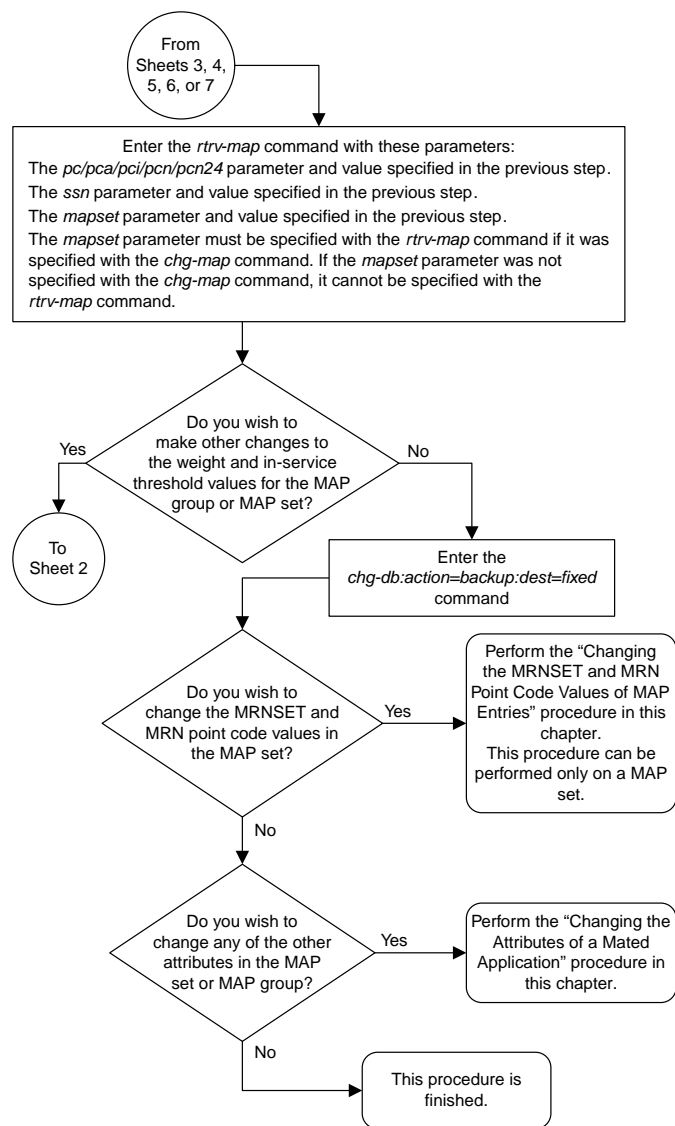 From
Sheets 3, 4,
5, 6, or 7
Enter the rtrv-map command with these parameters:
The pc/pca/pci/pcn/pcn24 parameter and value specified in the previous step.
The ssn parameter and value specified in the previous step.
The mapset parameter and value specified in the previous step.
The mapset parameter must be specified with the rtrv-map command if it was
specified with the chg-map command. If the mapset parameter was not
specified with the chg-map command, it cannot be specified with the
rtrv-map command.
Do you wish to
make other changes to
the weight and in-service
threshold values for the MAP
group or MAP set?
Yes
No
To
Sheet 2
Enter the
chg-db:action=backup:dest=fixed
command
Do you wish to
change the MRNSET and
MRN point code values in
the MAP set?
Yes
Perform the “Changing
the MRNSET and MRN
Point Code Values of MAP
Entries” procedure in this
chapter.
This procedure can be
performed only on a MAP
set.
No
Do you wish to
change any of the other
attributes in the MAP
set or MAP group?
Yes
Perform the “Changing the
Attributes of a Mated
Application” procedure in
this chapter.
No
This procedure is
finished.